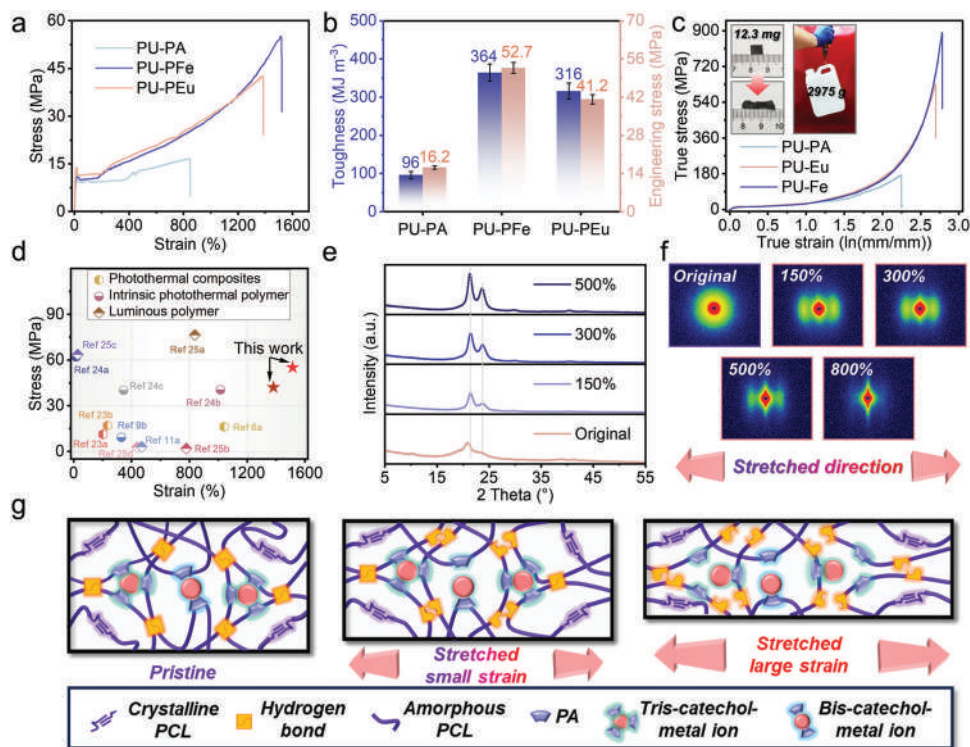 a
Stress (MPa)
60
45
30
15
0
PU-PA
PU-PFe
PU-PEu
0 400 800 1200 1600
Strain (%)
b
Toughness (MJ m⁻³)
500
400
300
200
100
0
96 16.2
364 52.7
316 41.2
PU-PA PU-PFe PU-PEu
70
56
42
28
14
0
Engineering stress (MPa)
c
True stress (MPa)
900
720
540
360
180
0
12.3 mg
7 8 9
8 9 10
2975 g
PU-PA
PU-Eu
PU-Fe
0.0 0.5 1.0 1.5 2.0 2.5 3.0
True strain (ln(mm/mm))
d
Stress (MPa)
90
60
30
0
Photothermal composites
Intrinsic photothermal polymer
Luminous polymer
Ref 25c
Ref 24a
Ref 25a
This work
Ref 24c
Ref 24b
Ref 23b
Ref 9b
Ref 6a
Ref 23a
Ref 25d
Ref 11a
Ref 25b
0 400 800 1200 1600
Strain (%)
e
Intensity (a.u.)
500%
300%
150%
Original
5 15 25 35 45 55
2 Theta (°)
f
Original
150%
300%
500%
800%
Stretched direction
g
Pristine
Stretched
small strain
Stretched
large strain
Crystalline
PCL
Hydrogen
bond
Amorphous
PCL
PA
Tris-catechol-
metal ion
Bis-catechol-
metal ion